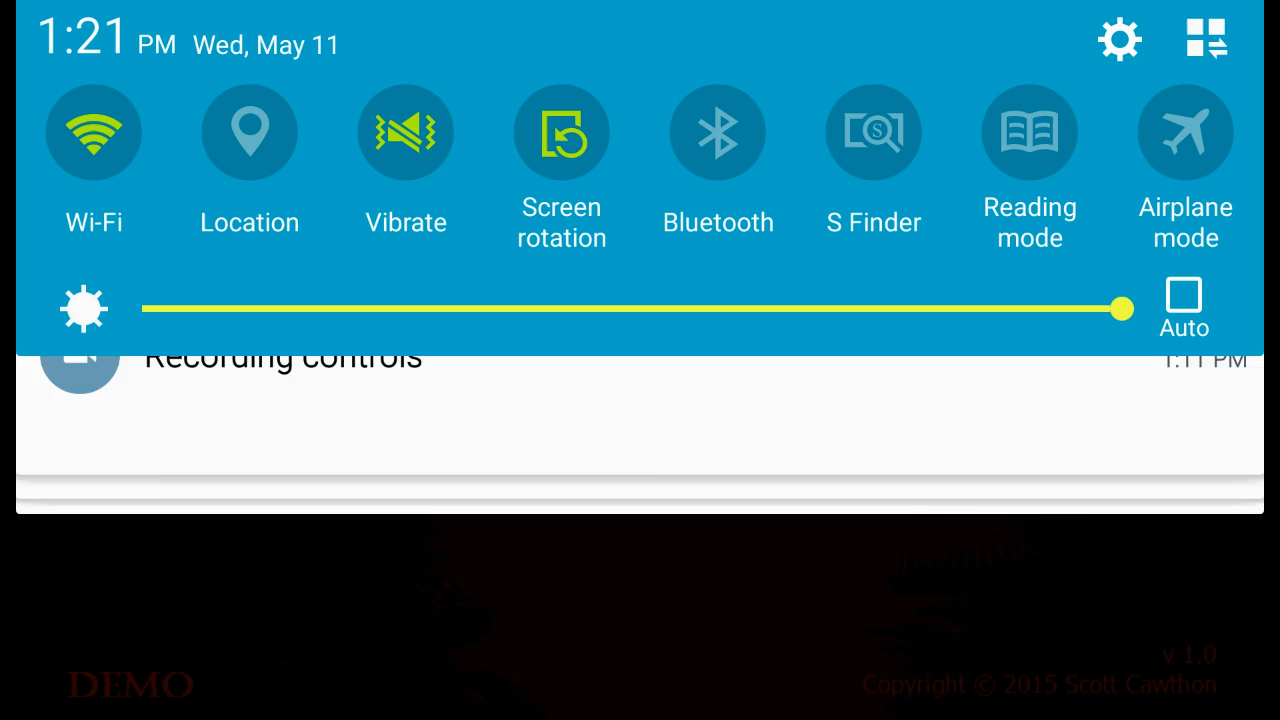 1:21 PM Wed, May 11
Wi-Fi
Location
Vibrate
Screen
rotation
Bluetooth
S Finder
Reading
mode
Airplane
mode
Auto
Recording controls
1:11 PM
v 1.0
DEMO
Copyright © 2015 Scott Cawthon